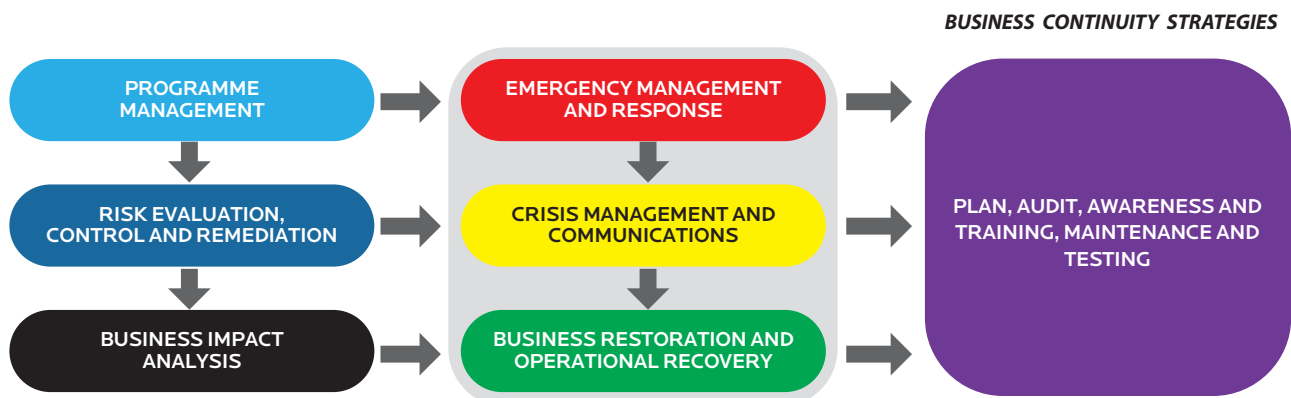 BUSINESS CONTINUITY STRATEGIES
PROGRAMME
MANAGEMENT
EMERGENCY MANAGEMENT
AND RESPONSE
RISK EVALUATION,
CONTROL AND REMEDIATION
CRISIS MANAGEMENT AND
COMMUNICATIONS
PLAN, AUDIT, AWARENESS AND
TRAINING, MAINTENANCE AND
TESTING
BUSINESS IMPACT
ANALYSIS
BUSINESS RESTORATION AND
OPERATIONAL RECOVERY